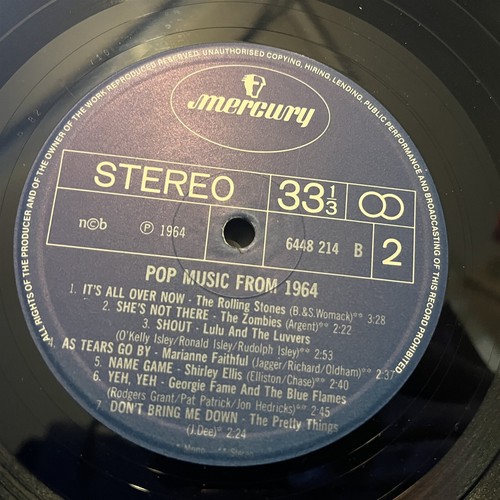 ALL RIGHTS OF THE PRODUCER AND OF THE OWNER OF THE WORK REPRODUCED RESERVED. UNAUTHORISED COPYING, HIRING, LENDING, PUBLIC PERFORMANCE AND BROADCASTING OF THIS RECORD PROHIBITED.
mercury
STEREO 33 1/3
n©b ℗ 1964 6448 214 B 2
POP MUSIC FROM 1964
1. IT'S ALL OVER NOW - The Rolling Stones (B.&S.Womack) 3:28
2. SHE'S NOT THERE - The Zombies (Argent) 2:22
3. SHOUT - Lulu And The Luvvers
(O'Kelly Isley/Ronald Isley/Rudolph Isley) 2:53
AS TEARS GO BY - Marianne Faithful (Jagger/Richard/Oldham) 2:37
5. NAME GAME - Shirley Ellis (Elliston/Chase) 2:40
6. YEH, YEH - Georgie Fame And The Blue Flames
(Rodgers Grant/Pat Patrick/Jon Hedricks) 2:45
7. DON'T BRING ME DOWN - The Pretty Things
(J.Dee) 2:24